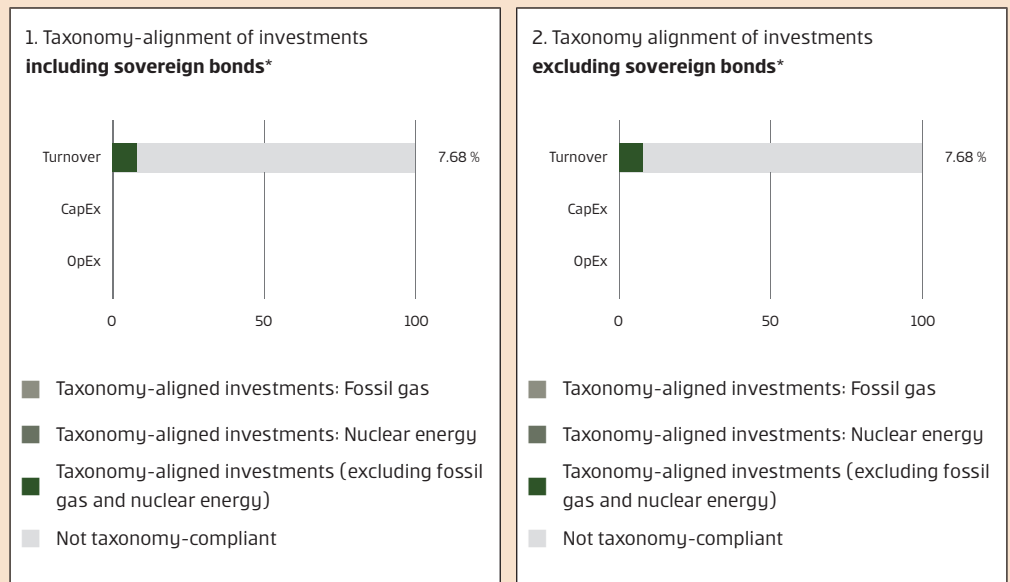 1. Taxonomy-alignment of investments
including sovereign bonds*
Turnover
7.68 %
CapEx
OpEx
0
50
100
Taxonomy-aligned investments: Fossil gas
Taxonomy-aligned investments: Nuclear energy
Taxonomy-aligned investments (excluding fossil
gas and nuclear energy)
Not taxonomy-compliant
2. Taxonomy alignment of investments
excluding sovereign bonds*
Turnover
7.68 %
CapEx
OpEx
0
50
100
Taxonomy-aligned investments: Fossil gas
Taxonomy-aligned investments: Nuclear energy
Taxonomy-aligned investments (excluding fossil
gas and nuclear energy)
Not taxonomy-compliant